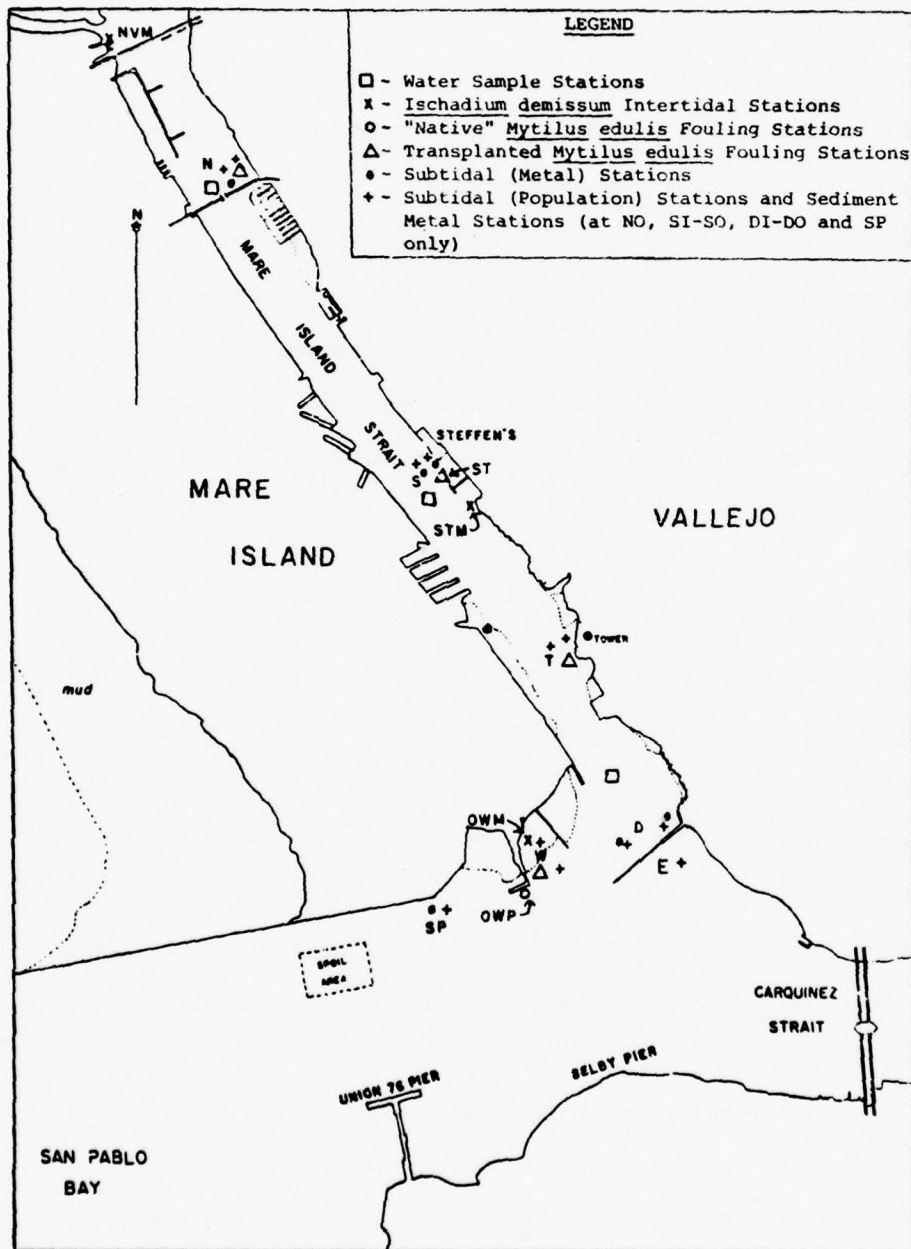 LEGEND
□ - Water Sample Stations
x - Ischadium demissum Intertidal Stations
o - "Native" Mytilus edulis Fouling Stations
△ - Transplanted Mytilus edulis Fouling Stations
● - Subtidal (Metal) Stations
+ - Subtidal (Population) Stations and Sediment
Metal Stations (at NO, SI-SO, DI-DO and SP
only)
NVM
N
N
MARE
ISLAND
STRAIT
STEFFEN'S
ST
S
STM
MARE
ISLAND
VALLEJO
TOWER
T
mud
OWM
W
D
E
OWP
SP
SPOIL
AREA
CARQUINEZ
STRAIT
SELBY PIER
UNION 76 PIER
SAN PABLO
BAY